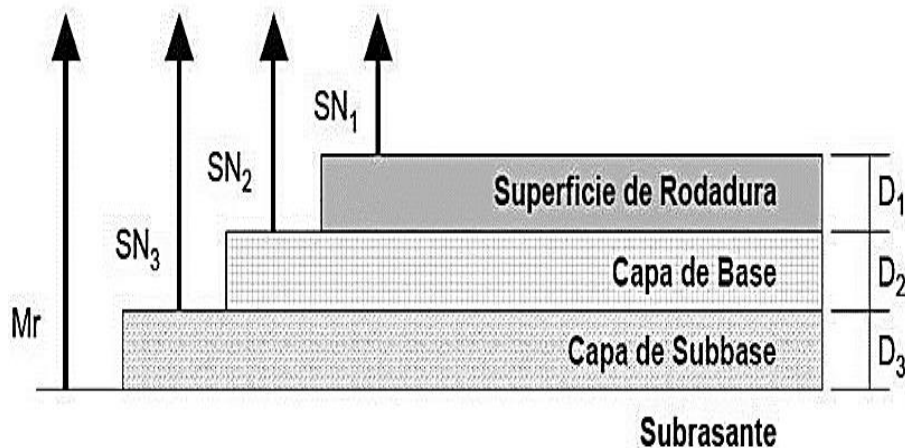 SN₁
Superficie de Rodadura
D₁
SN₂
Capa de Base
D₂
SN₃
Mr
Capa de Subbase
D₃
Subrasante